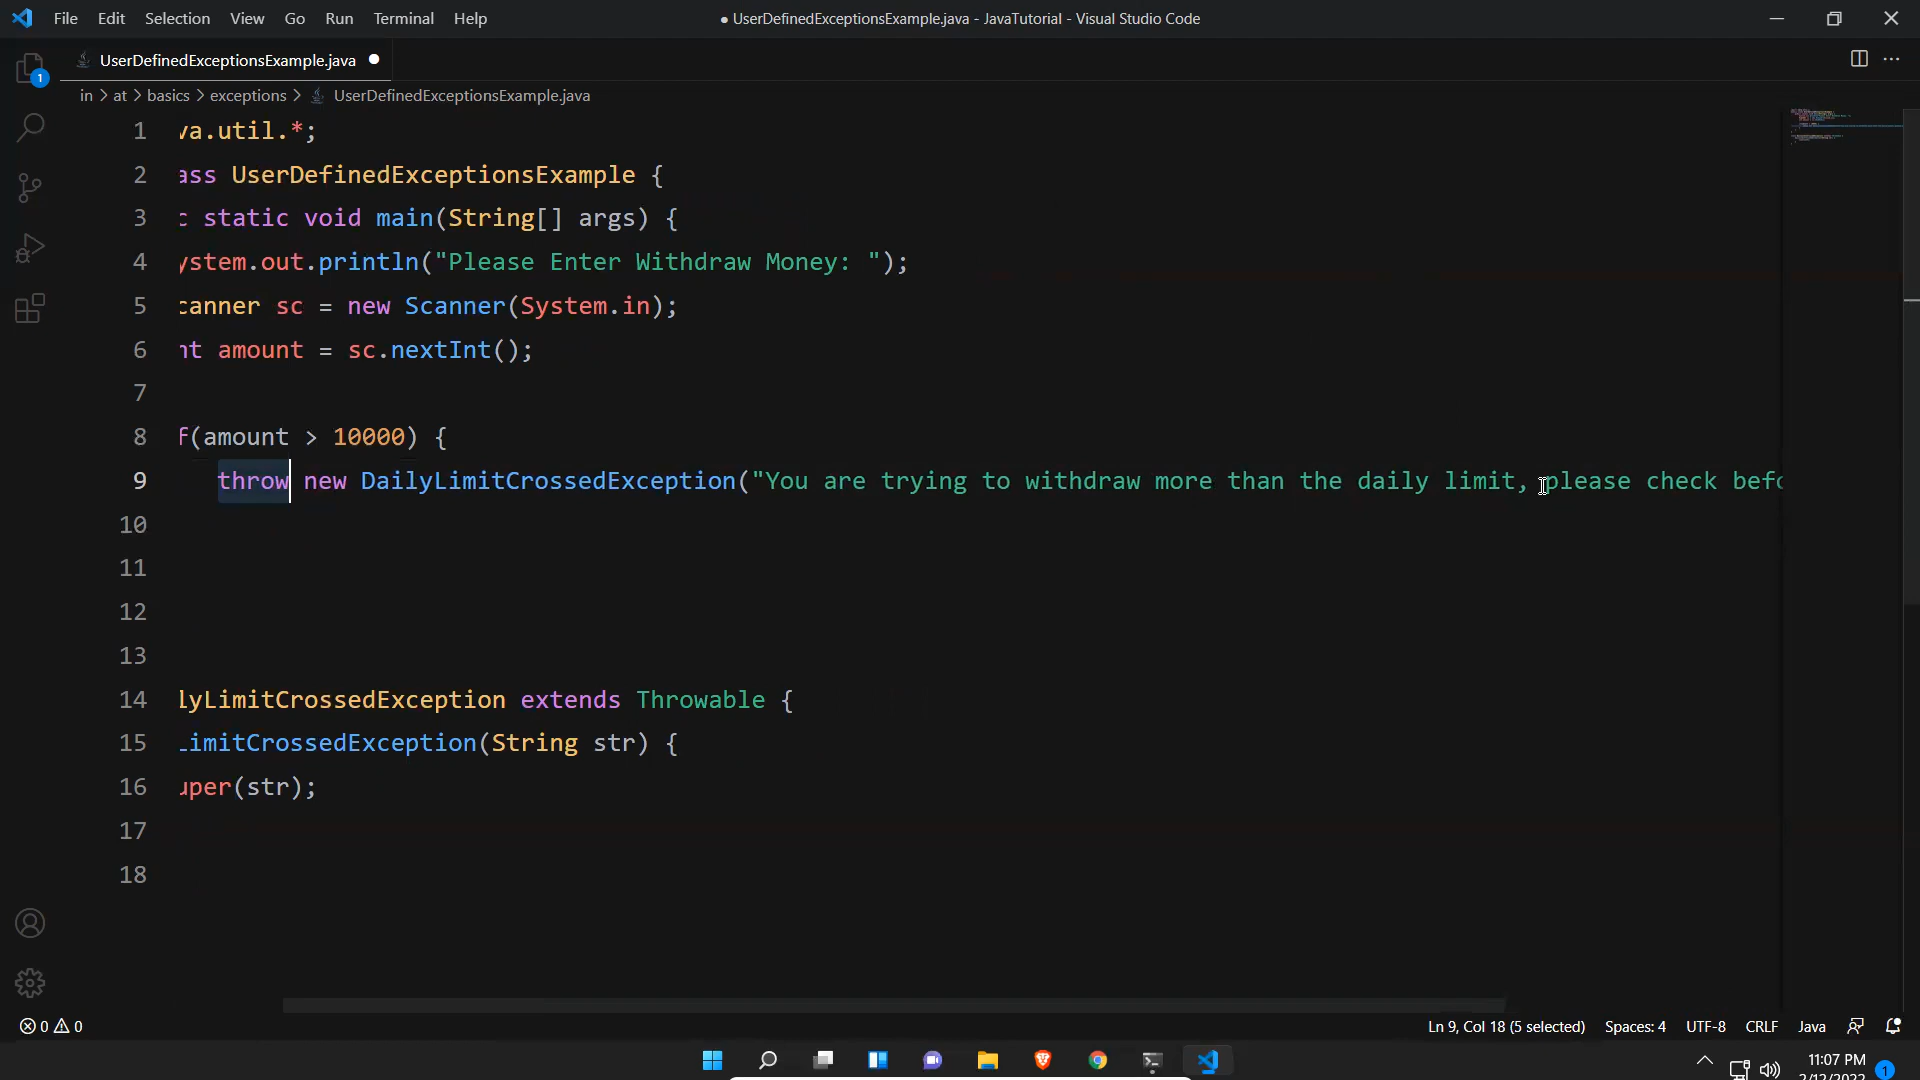 File Edit Selection View Go Run Terminal Help
● UserDefinedExceptionsExample.java - JavaTutorial - Visual Studio Code
UserDefinedExceptionsExample.java ●
in > at > basics > exceptions > UserDefinedExceptionsExample.java
1 va.util.*;
2 ass UserDefinedExceptionsExample {
3 c static void main(String[] args) {
4 ystem.out.println("Please Enter Withdraw Money: ");
5 canner sc = new Scanner(System.in);
6 nt amount = sc.nextInt();
7
8 f(amount > 10000) {
9 throw new DailyLimitCrossedException("You are trying to withdraw more than the daily limit, please check befo
10
11
12
13
14 lyLimitCrossedException extends Throwable {
15 LimitCrossedException(String str) {
16 uper(str);
17
18
1
0 0
Ln 9, Col 18 (5 selected) Spaces: 4 UTF-8 CRLF Java
11:07 PM
2/12/2022
1